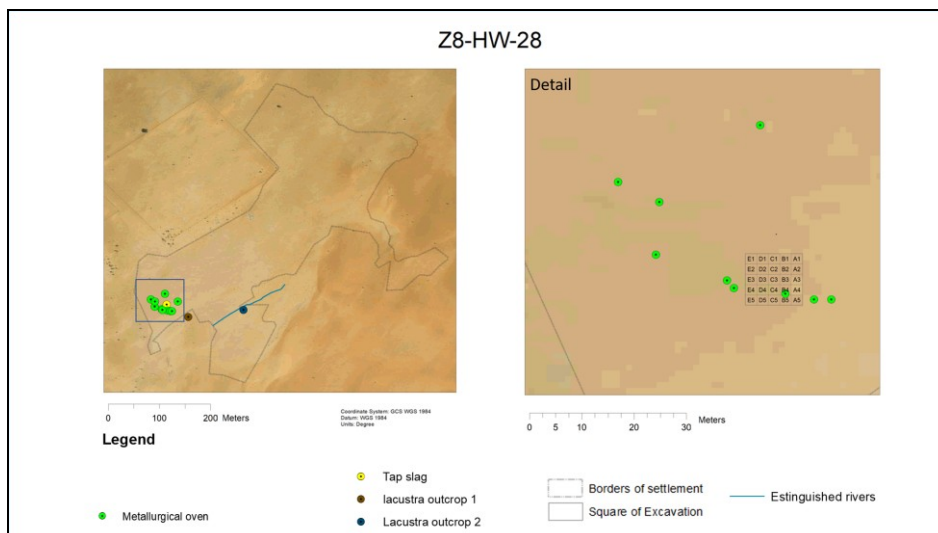 Z8-HW-28
Detail
E1 D1 C1 B1 A1
E2 D2 C2 B2 A2
E3 D3 C3 B3 A3
E4 D4 C4 B4 A4
E5 D5 C5 B5 A5
0 100 200 Meters
Coordinate System: GCS WGS 1984
Datum: WGS 1984
Units: Degree
0 5 10 20 30 Meters
Legend
Metallurgical oven
Tap slag
lacustra outcrop 1
Lacustra outcrop 2
Borders of settlement
Square of Excavation
Estinguished rivers